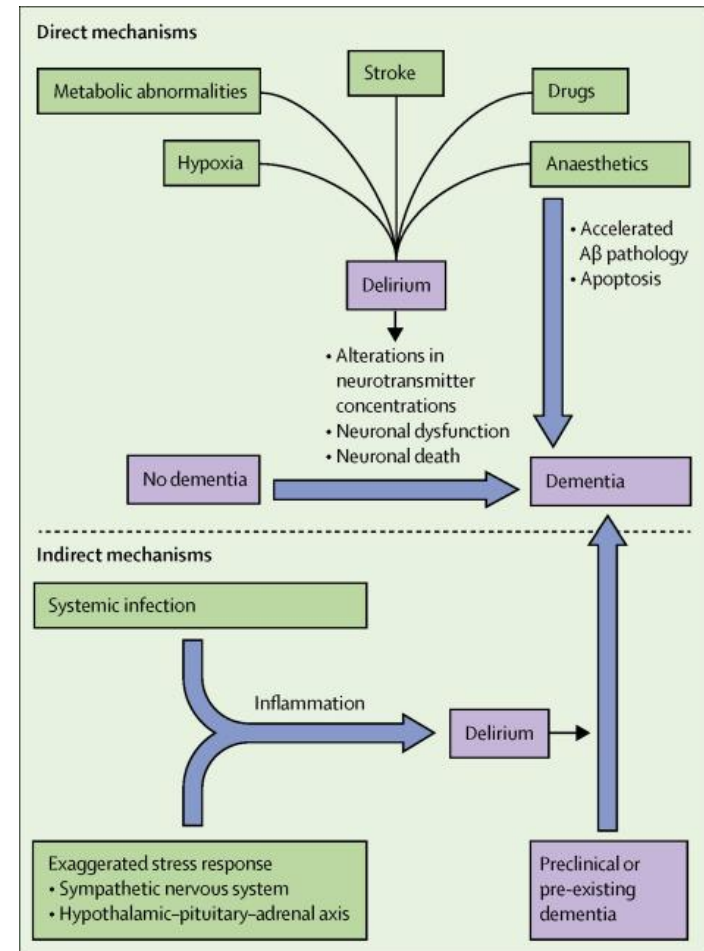 Direct mechanisms
Stroke
Metabolic abnormalities
Drugs
Hypoxia
Anaesthetics
• Accelerated
Aβ pathology
• Apoptosis
Delirium
• Alterations in
neurotransmitter
concentrations
• Neuronal dysfunction
• Neuronal death
No dementia
Dementia
Indirect mechanisms
Systemic infection
Inflammation
Delirium
Exaggerated stress response
• Sympathetic nervous system
• Hypothalamic–pituitary–adrenal axis
Preclinical or
pre-existing
dementia